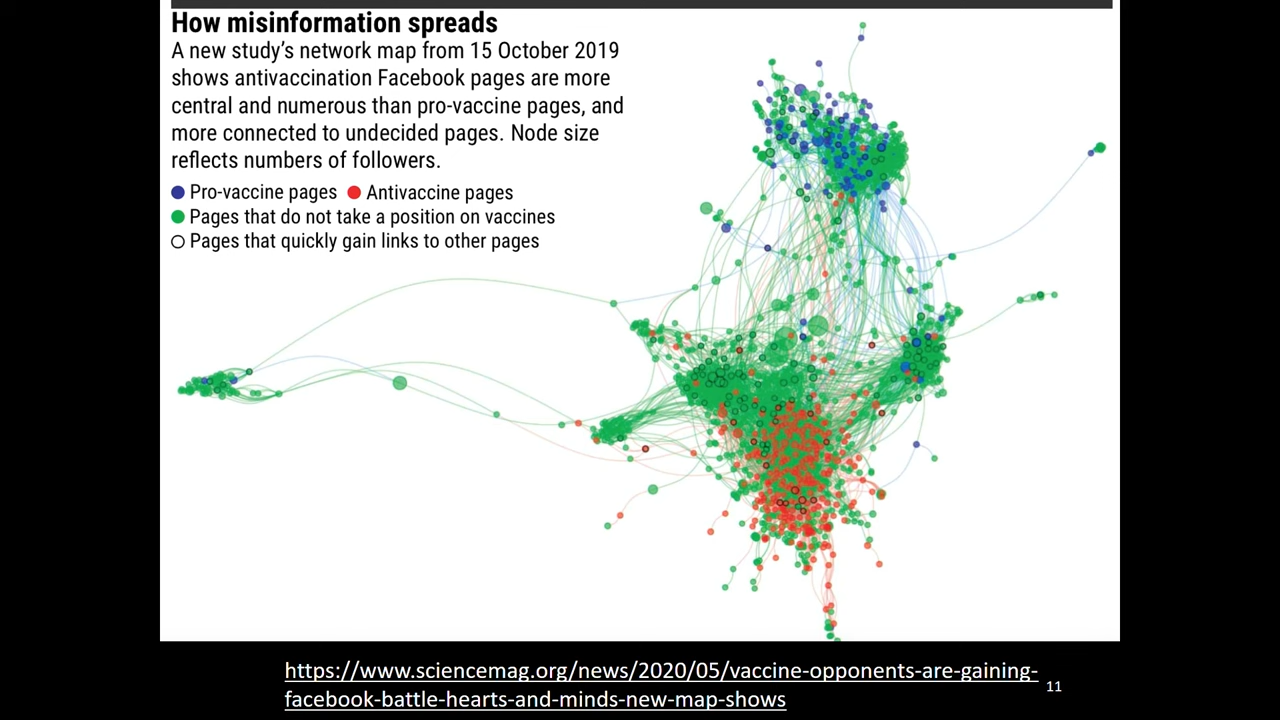 How misinformation spreads
A new study’s network map from 15 October 2019
shows antivaccination Facebook pages are more
central and numerous than pro-vaccine pages, and
more connected to undecided pages. Node size
reflects numbers of followers.
Pro-vaccine pages Antivaccine pages
Pages that do not take a position on vaccines
Pages that quickly gain links to other pages
https://www.sciencemag.org/news/2020/05/vaccine-opponents-are-gaining-
facebook-battle-hearts-and-minds-new-map-shows
11